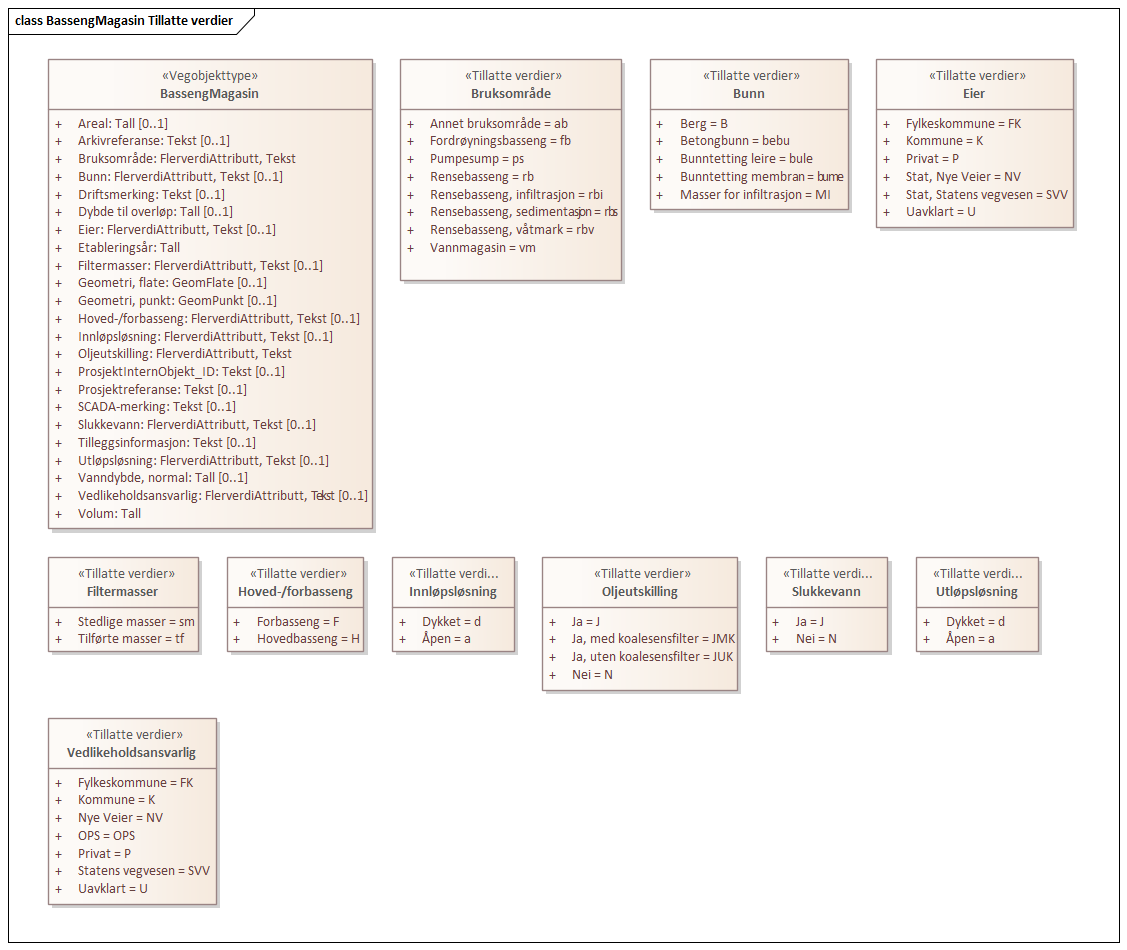 class BassengMagasin Tillatte verdier
«Vegobjekttype»
BassengMagasin
+ Areal: Tall [0..1]
+ Arkivreferanse: Tekst [0..1]
+ Bruksområde: FlerverdiAttributt, Tekst
+ Bunn: FlerverdiAttributt, Tekst [0..1]
+ Driftsmerking: Tekst [0..1]
+ Dybde til overløp: Tall [0..1]
+ Eier: FlerverdiAttributt, Tekst [0..1]
+ Etableringsår: Tall
+ Filtermasser: FlerverdiAttributt, Tekst [0..1]
+ Geometri, flate: GeomFlate [0..1]
+ Geometri, punkt: GeomPunkt [0..1]
+ Hoved-/forbasseng: FlerverdiAttributt, Tekst [0..1]
+ Innløpsløsning: FlerverdiAttributt, Tekst [0..1]
+ Oljeutskilling: FlerverdiAttributt, Tekst
+ ProsjektInternObjekt_ID: Tekst [0..1]
+ Prosjektreferanse: Tekst [0..1]
+ SCADA-merking: Tekst [0..1]
+ Slukkevann: FlerverdiAttributt, Tekst [0..1]
+ Tilleggsinformasjon: Tekst [0..1]
+ Utløpsløsning: FlerverdiAttributt, Tekst [0..1]
+ Vanndybde, normal: Tall [0..1]
+ Vedlikeholdsansvarlig: FlerverdiAttributt, Tekst [0..1]
+ Volum: Tall
«Tillatte verdier»
Bruksområde
+ Annet bruksområde = ab
+ Fordrøyningsbasseng = fb
+ Pumpesump = ps
+ Rensebasseng = rb
+ Rensebasseng, infiltrasjon = rbi
+ Rensebasseng, sedimentasjon = rbs
+ Rensebasseng, våtmark = rbv
+ Vannmagasin = vm
«Tillatte verdier»
Bunn
+ Berg = B
+ Betongbunn = bebu
+ Bunntetting leire = bule
+ Bunntetting membran = bume
+ Masser for infiltrasjon = MI
«Tillatte verdier»
Eier
+ Fylkeskommune = FK
+ Kommune = K
+ Privat = P
+ Stat, Nye Veier = NV
+ Stat, Statens vegvesen = SVV
+ Uavklart = U
«Tillatte verdier»
Filtermasser
+ Stedlige masser = sm
+ Tilførte masser = tf
«Tillatte verdier»
Hoved-/forbasseng
+ Forbasseng = F
+ Hovedbasseng = H
«Tillatte verdi...
Innløpsløsning
+ Dykket = d
+ Åpen = a
«Tillatte verdier»
Oljeutskilling
+ Ja = J
+ Ja, med koalesensfilter = JMK
+ Ja, uten koalesensfilter = JUK
+ Nei = N
«Tillatte verdi...
Slukkevann
+ Ja = J
+ Nei = N
«Tillatte verdi...
Utløpsløsning
+ Dykket = d
+ Åpen = a
«Tillatte verdier»
Vedlikeholdsansvarlig
+ Fylkeskommune = FK
+ Kommune = K
+ Nye Veier = NV
+ OPS = OPS
+ Privat = P
+ Statens vegvesen = SVV
+ Uavklart = U